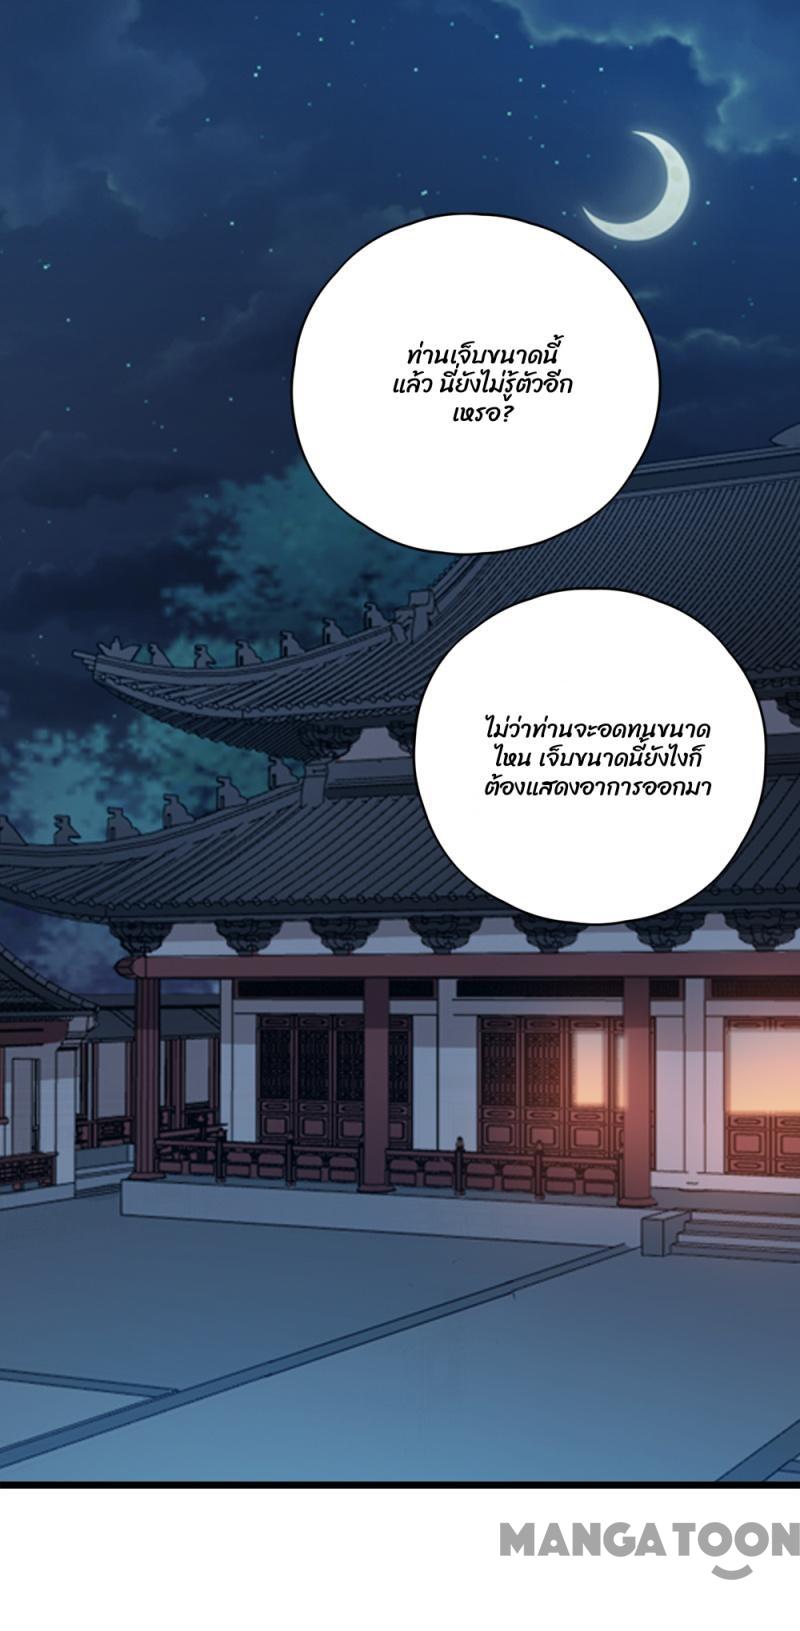 ท่านเจ็บขนาดนี้
แล้ว นี่ยังไม่รู้ตัวอีก
เหรอ?
ไม่ว่าท่านจะอดทนขนาด
ไหน เจ็บขนาดนี้ยังไงก็
ต้องแสดงอาการออกมา
MANGATOON